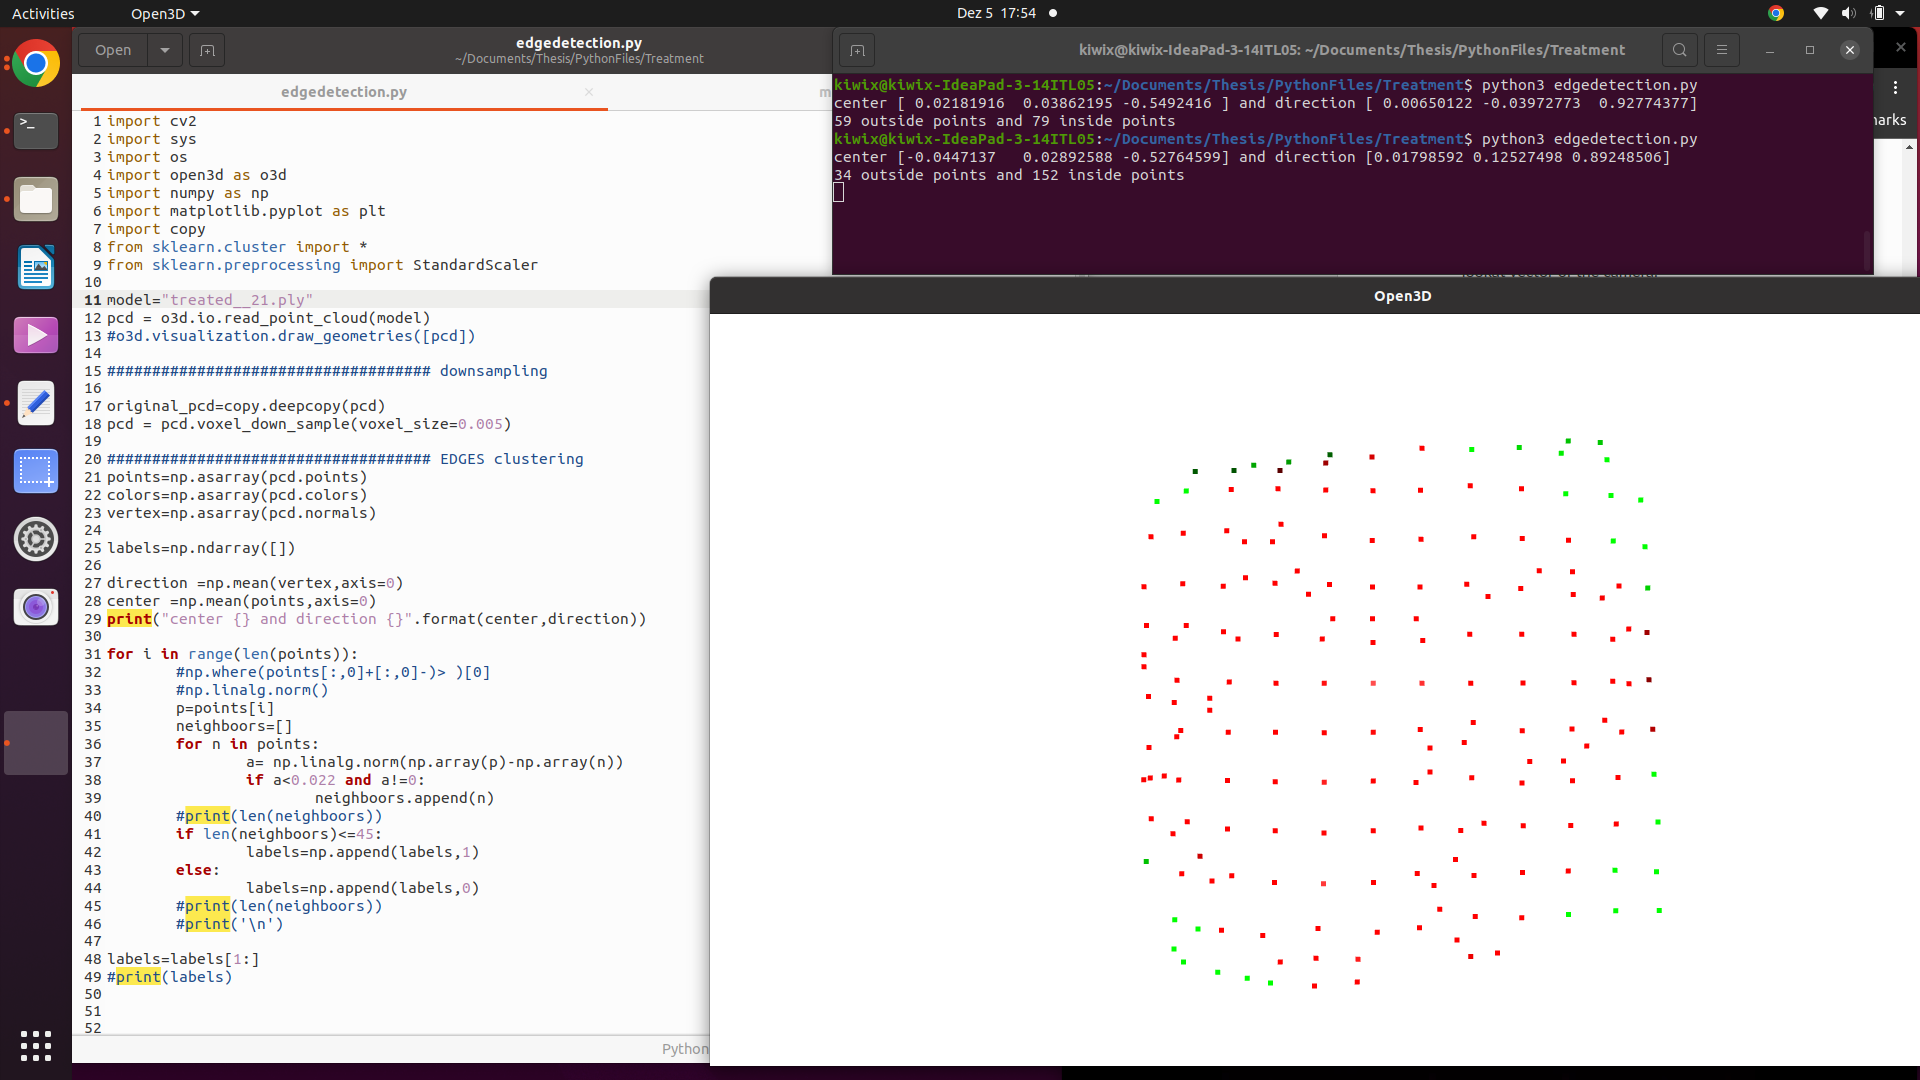 Activities
Open3D
Dez 5 17:54
Open
edgedetection.py
~/Documents/Thesis/PythonFiles/Treatment
edgedetection.py
1 import cv2
2 import sys
3 import os
4 import open3d as o3d
5 import numpy as np
6 import matplotlib.pyplot as plt
7 import copy
8 from sklearn.cluster import *
9 from sklearn.preprocessing import StandardScaler
10
11 model="treated__21.ply"
12 pcd = o3d.io.read_point_cloud(model)
13 #o3d.visualization.draw_geometries([pcd])
14
15 #################################### downsampling
16
17 original_pcd=copy.deepcopy(pcd)
18 pcd = pcd.voxel_down_sample(voxel_size=0.005)
19
20 #################################### EDGES clustering
21 points=np.asarray(pcd.points)
22 colors=np.asarray(pcd.colors)
23 vertex=np.asarray(pcd.normals)
24
25 labels=np.ndarray([])
26
27 direction =np.mean(vertex,axis=0)
28 center =np.mean(points,axis=0)
29 print("center {} and direction {}".format(center,direction))
30
31 for i in range(len(points)):
32 #np.where(points[:,0]+[:,0]-)> )[0]
33 #np.linalg.norm()
34 p=points[i]
35 neighboors=[]
36 for n in points:
37 a= np.linalg.norm(np.array(p)-np.array(n))
38 if a<0.022 and a!=0:
39 neighboors.append(n)
40 #print(len(neighboors))
41 if len(neighboors)<=45:
42 labels=np.append(labels,1)
43 else:
44 labels=np.append(labels,0)
45 #print(len(neighboors))
46 #print('\n')
47
48 labels=labels[1:]
49 #print(labels)
50
51
52
Python
kiwix@kiwix-IdeaPad-3-14ITL05: ~/Documents/Thesis/PythonFiles/Treatment
kiwix@kiwix-IdeaPad-3-14ITL05:~/Documents/Thesis/PythonFiles/Treatment$ python3 edgedetection.py
center [ 0.02181916 0.03862195 -0.5492416 ] and direction [ 0.00650122 -0.03972773 0.92774377]
59 outside points and 79 inside points
kiwix@kiwix-IdeaPad-3-14ITL05:~/Documents/Thesis/PythonFiles/Treatment$ python3 edgedetection.py
center [-0.0447137 0.02892588 -0.52764599] and direction [0.01798592 0.12527498 0.89248506]
34 outside points and 152 inside points
Open3D